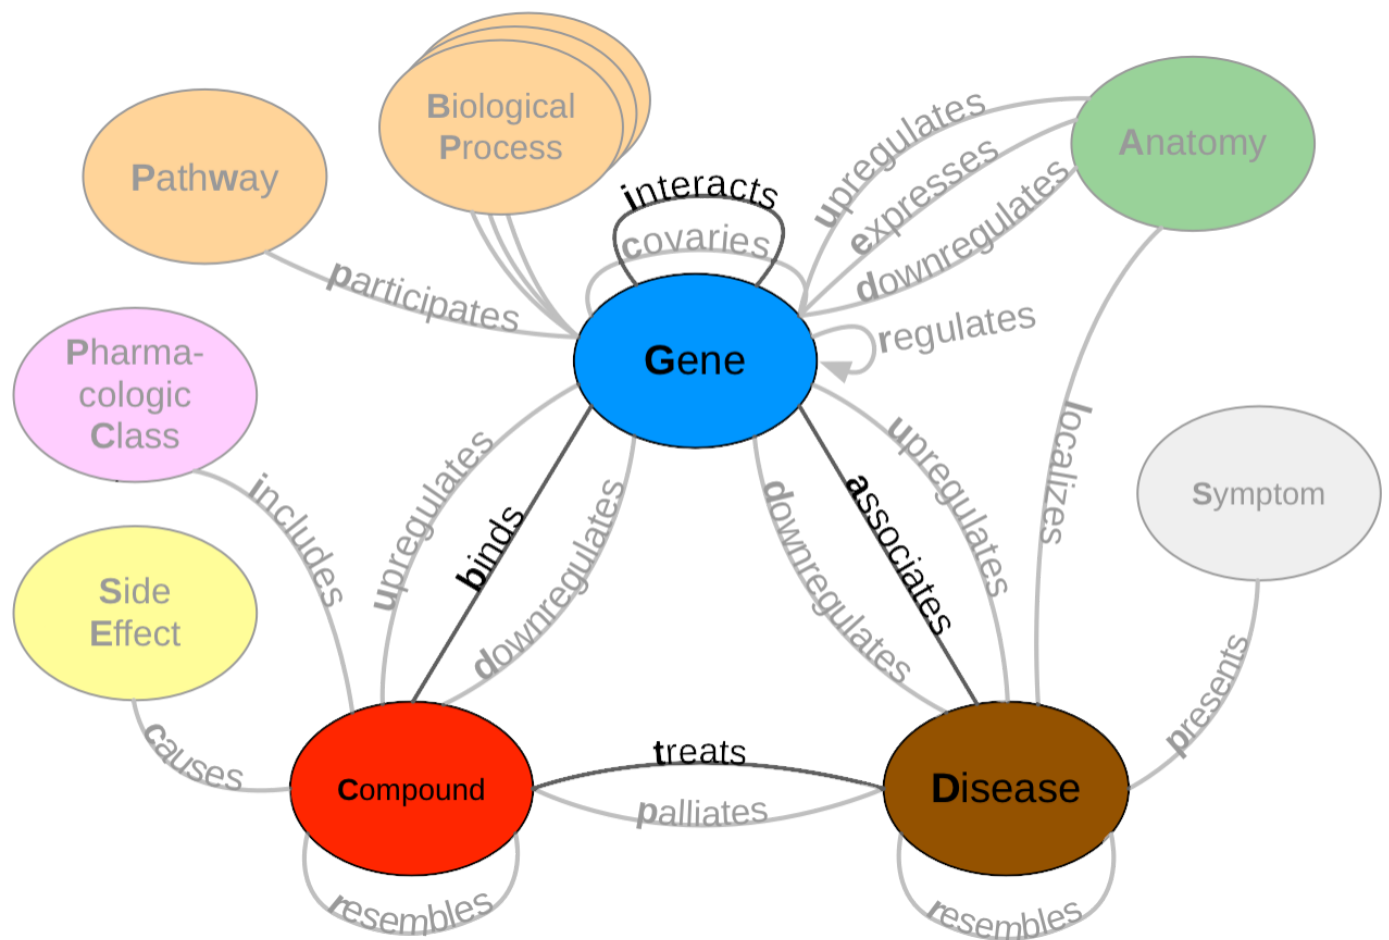 Biological
Process
Pathway
Anatomy
interacts
covaries
upregulates
expresses
downregulates
participates
regulates
Gene
Pharma-
cologic
Class
includes
upregulates
binds
downregulates
downregulates
associates
upregulates
localizes
Symptom
Side
Effect
causes
presents
treats
palliates
Compound
Disease
resembles
resembles